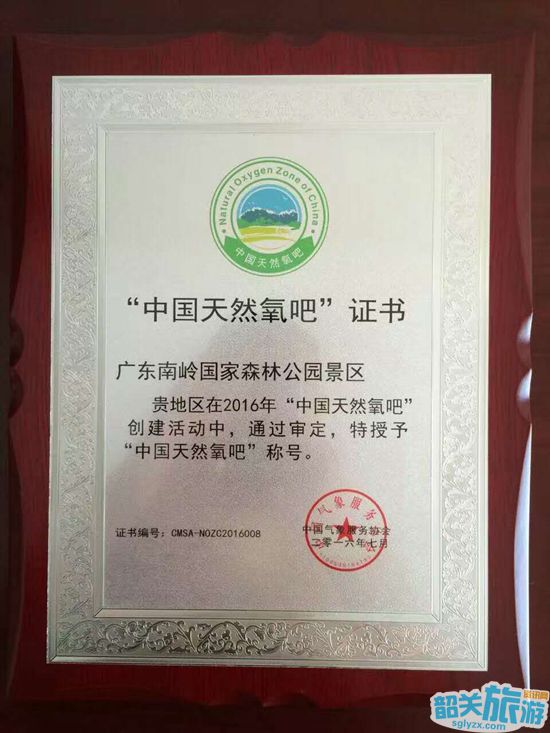 Natural Oxygen Zone of China
中国天然氧吧
“中国天然氧吧”证书
广东南岭国家森林公园景区
贵地区在2016年“中国天然氧吧”
创建活动中，通过审定，特授予
“中国天然氧吧”称号。
证书编号：CMSA-NOZC2016008
中国气象服务协会
二零一六年七月
韶关旅游
资讯网
sglyzx.com